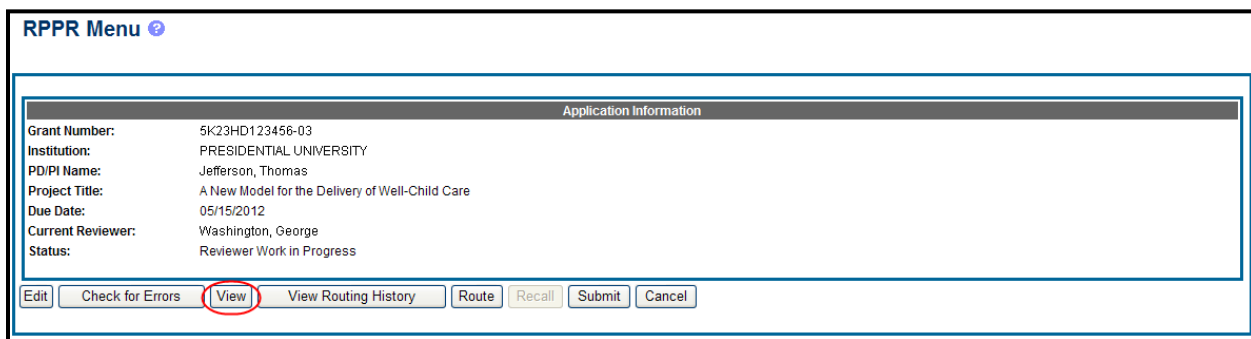 RPPR Menu ?
Application Information
Grant Number: 5K23HD123456-03
Institution: PRESIDENTIAL UNIVERSITY
PD/PI Name: Jefferson, Thomas
Project Title: A New Model for the Delivery of Well-Child Care
Due Date: 05/15/2012
Current Reviewer: Washington, George
Status: Reviewer Work in Progress
Edit Check for Errors View View Routing History Route Recall Submit Cancel